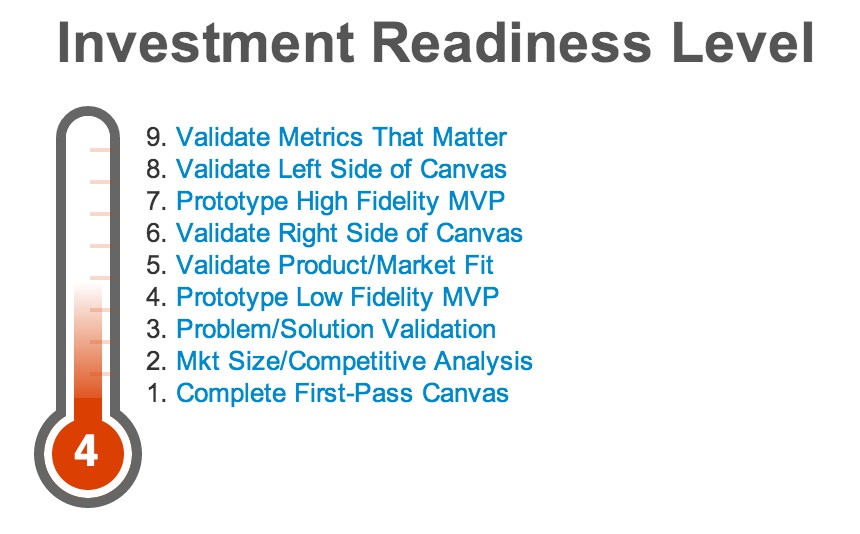 Investment Readiness Level
9. Validate Metrics That Matter
8. Validate Left Side of Canvas
7. Prototype High Fidelity MVP
6. Validate Right Side of Canvas
5. Validate Product/Market Fit
4. Prototype Low Fidelity MVP
3. Problem/Solution Validation
2. Mkt Size/Competitive Analysis
1. Complete First-Pass Canvas
4